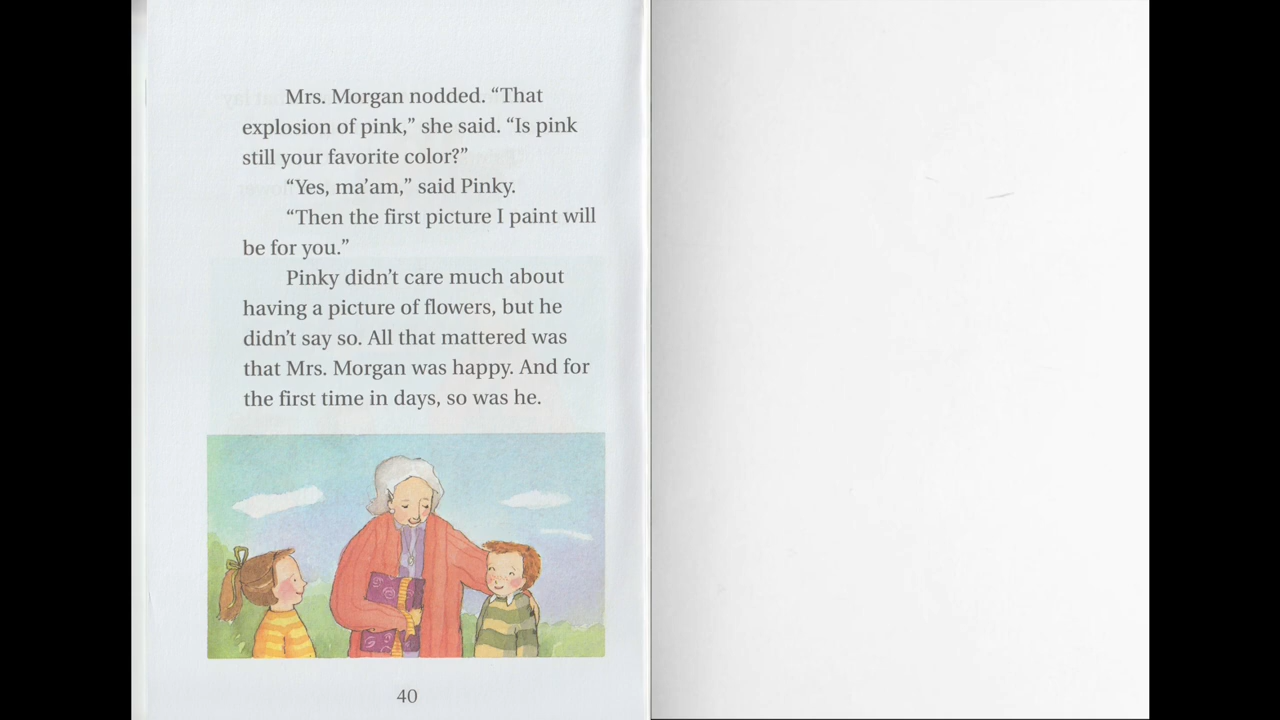 Mrs. Morgan nodded. “That
explosion of pink,” she said. “Is pink
still your favorite color?”
“Yes, ma’am,” said Pinky.
“Then the first picture I paint will
be for you.”
Pinky didn’t care much about
having a picture of flowers, but he
didn’t say so. All that mattered was
that Mrs. Morgan was happy. And for
the first time in days, so was he.
40